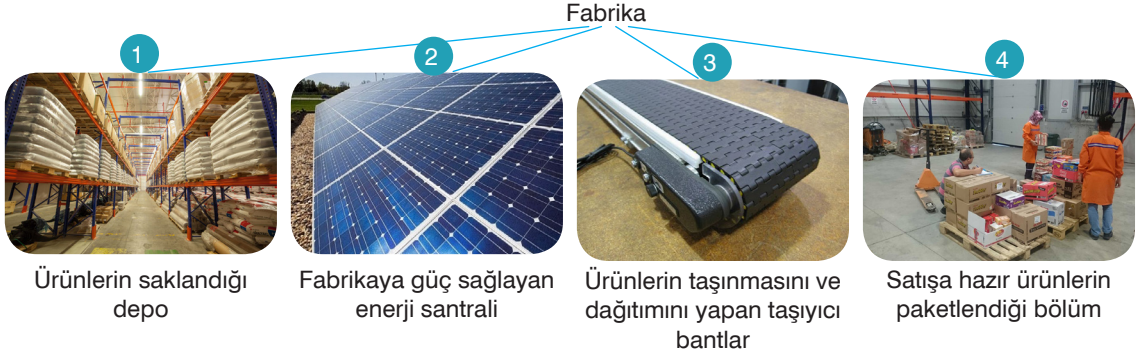 Fabrika
1
2
3
4
Ürünlerin saklandığı
depo
Fabrikaya güç sağlayan
enerji santrali
Ürünlerin taşınmasını ve
dağıtımını yapan taşıyıcı
bantlar
Satışa hazır ürünlerin
paketlendiği bölüm